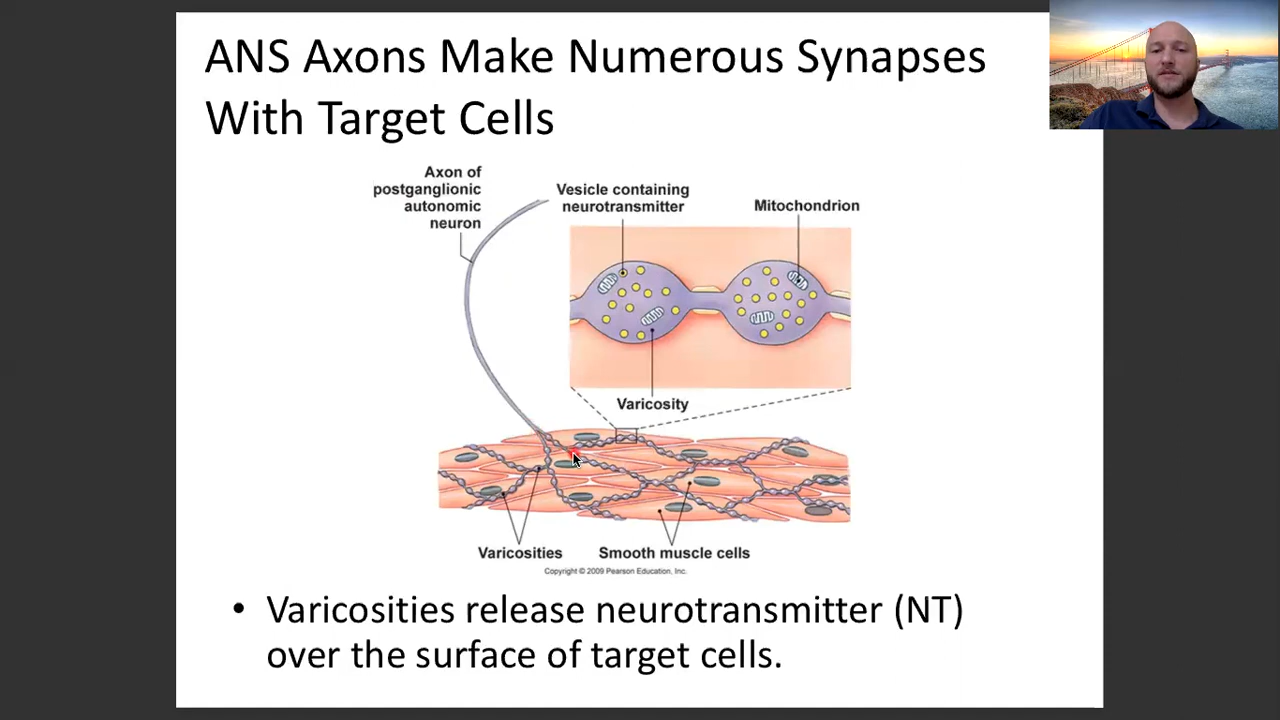 ANS Axons Make Numerous Synapses
With Target Cells
Axon of
postganglionic
autonomic
neuron
Vesicle containing
neurotransmitter
Mitochondrion
Varicosity
Varicosities
Smooth muscle cells
Copyright © 2009 Pearson Education, Inc.
• Varicosities release neurotransmitter (NT)
over the surface of target cells.